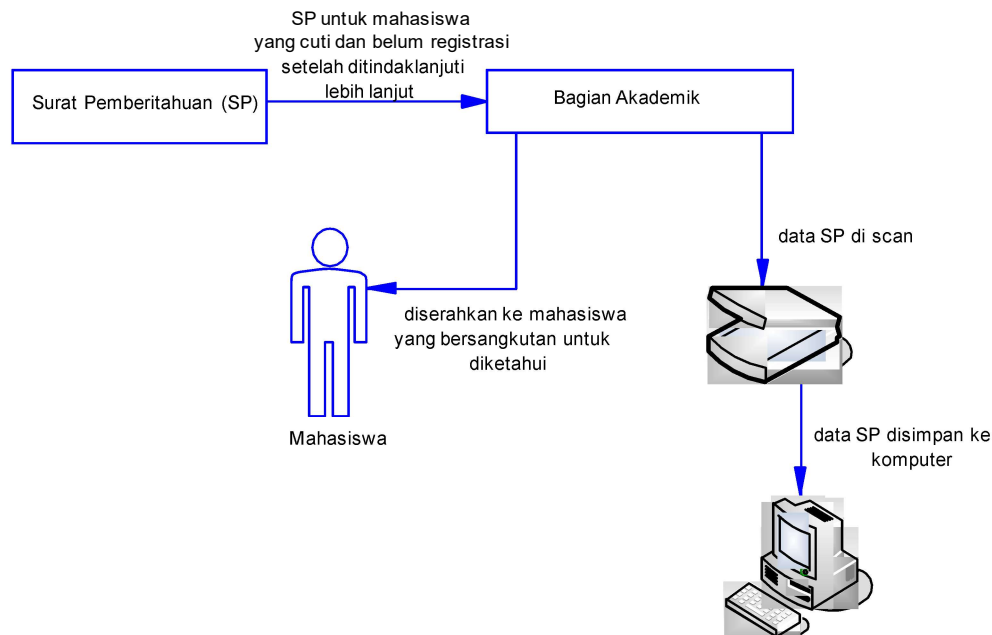 SP untuk mahasiswa
yang cuti dan belum registrasi
setelah ditindaklanjuti
lebih lanjut
Surat Pemberitahuan (SP)
Bagian Akademik
data SP di scan
diserahkan ke mahasiswa
yang bersangkutan untuk
diketahui
Mahasiswa
data SP disimpan ke
komputer